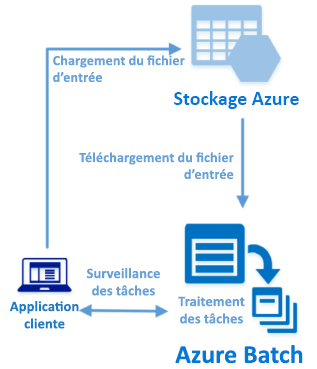 Chargement du fichier
d'entrée
Stockage Azure
Téléchargement du fichier
d'entrée
Surveillance
des tâches
Application
cliente
Traitement
des tâches
Azure Batch